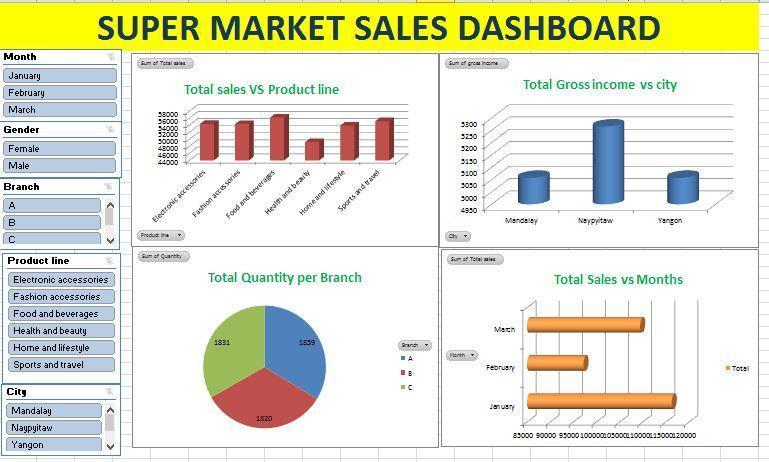 SUPER MARKET SALES DASHBOARD
Month
January
February
March
Gender
Female
Male
Branch
A
B
C
Product line
Electronic accessories
Fashion accessories
Food and beverages
Health and beauty
Home and lifestyle
Sports and travel
City
Mandalay
Naypyitaw
Yangon
Sum of Total sales
Total sales VS Product line
58000
56000
54000
52000
50000
48000
46000
44000
Electronic accessories
Fashion accessories
Food and beverages
Health and beauty
Home and lifestyle
Sports and travel
Product line
Sum of gross income
Total Gross income vs city
5300
5250
5200
5150
5100
5050
5000
4950
Mandalay
Naypyitaw
Yangon
City
Sum of Quantity
Total Quantity per Branch
1831
1859
1820
Branch
A
B
C
Sum of Total sales
Total Sales vs Months
March
Month
February
Total
January
85000 90000 95000 100000 105000 110000 115000 120000